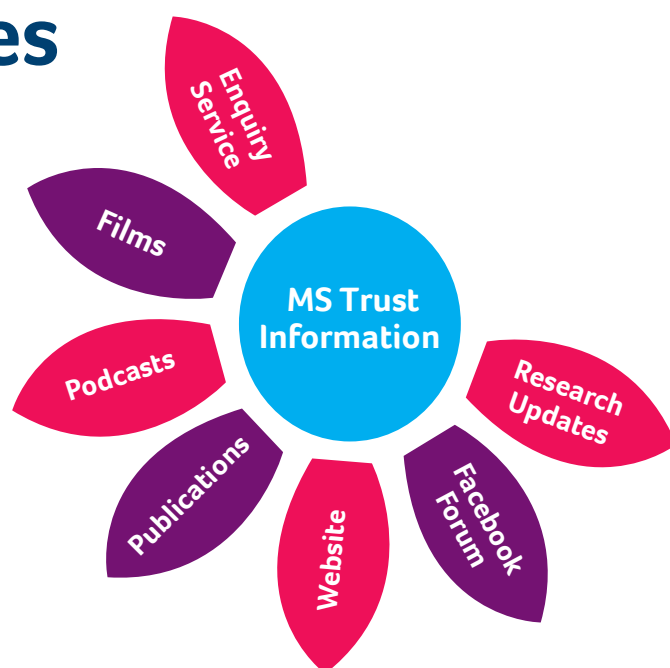 es
Enquiry
Service
Films
Podcasts
Publications
Website
Facebook
Forum
Research
Updates
MS Trust
Information